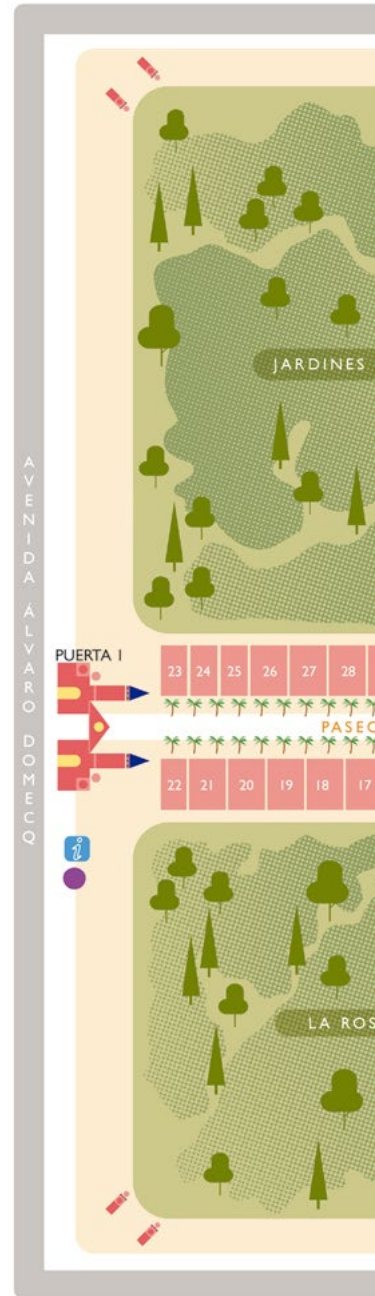 JARDINES
AVENIDA ÁLVARO DOMECQ
PUERTA 1
23 24 25 26 27 28
PASEO
22 21 20 19 18 17
i
LA ROS